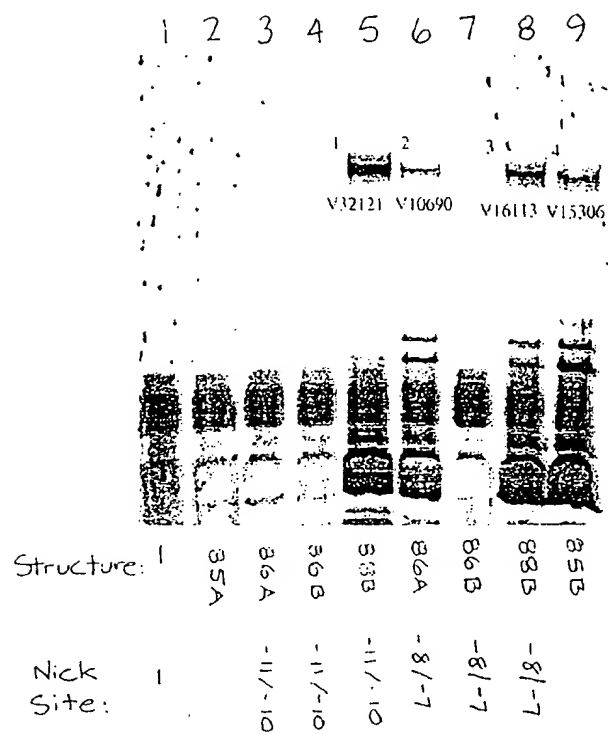 1 2 3 4 5 6 7 8 9
1 2 3 4
V32121 V10690 V16113 V15306
Structure: 1 85A 86A 86B 88B 86A 86B 88B 85B
Nick Site: 1 -11/-10 -11/-10 -11/-10 -8/-7 -8/-7 -8/-7